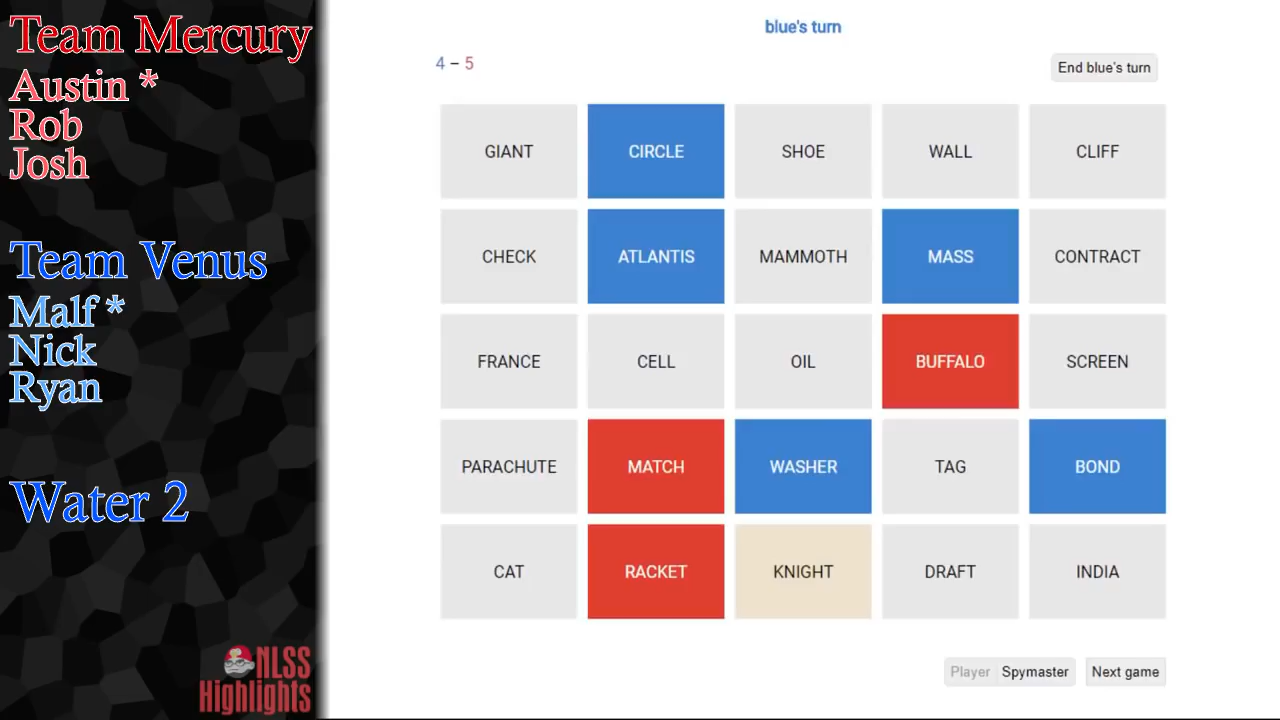 Team Mercury
Austin *
Rob
Josh
Team Venus
Malf *
Nick
Ryan
Water 2
NLSS
Highlights
blue's turn
4 – 5
End blue's turn
GIANT CIRCLE SHOE WALL CLIFF
CHECK ATLANTIS MAMMOTH MASS CONTRACT
FRANCE CELL OIL BUFFALO SCREEN
PARACHUTE MATCH WASHER TAG BOND
CAT RACKET KNIGHT DRAFT INDIA
Player Spymaster Next game